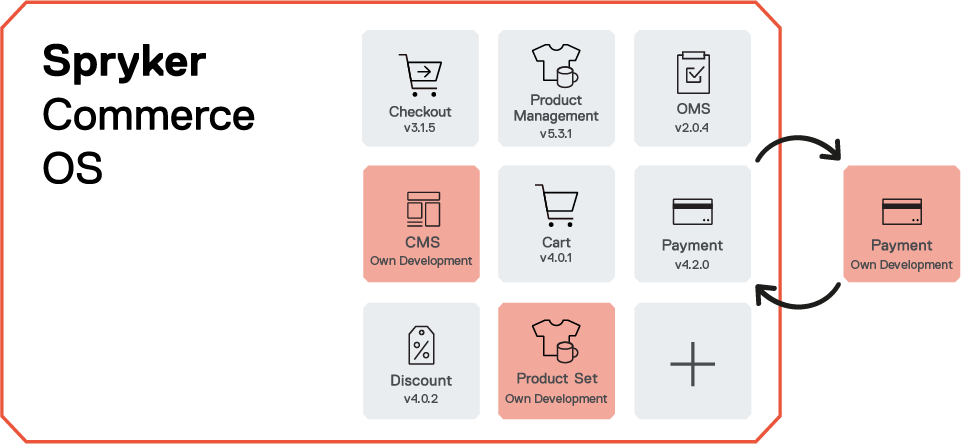 Spryker
Commerce
OS
Checkout
v3.1.5
Product
Management
v5.3.1
OMS
v2.0.4
CMS
Own Development
Cart
v4.0.1
Payment
v4.2.0
Payment
Own Development
Discount
v4.0.2
Product Set
Own Development